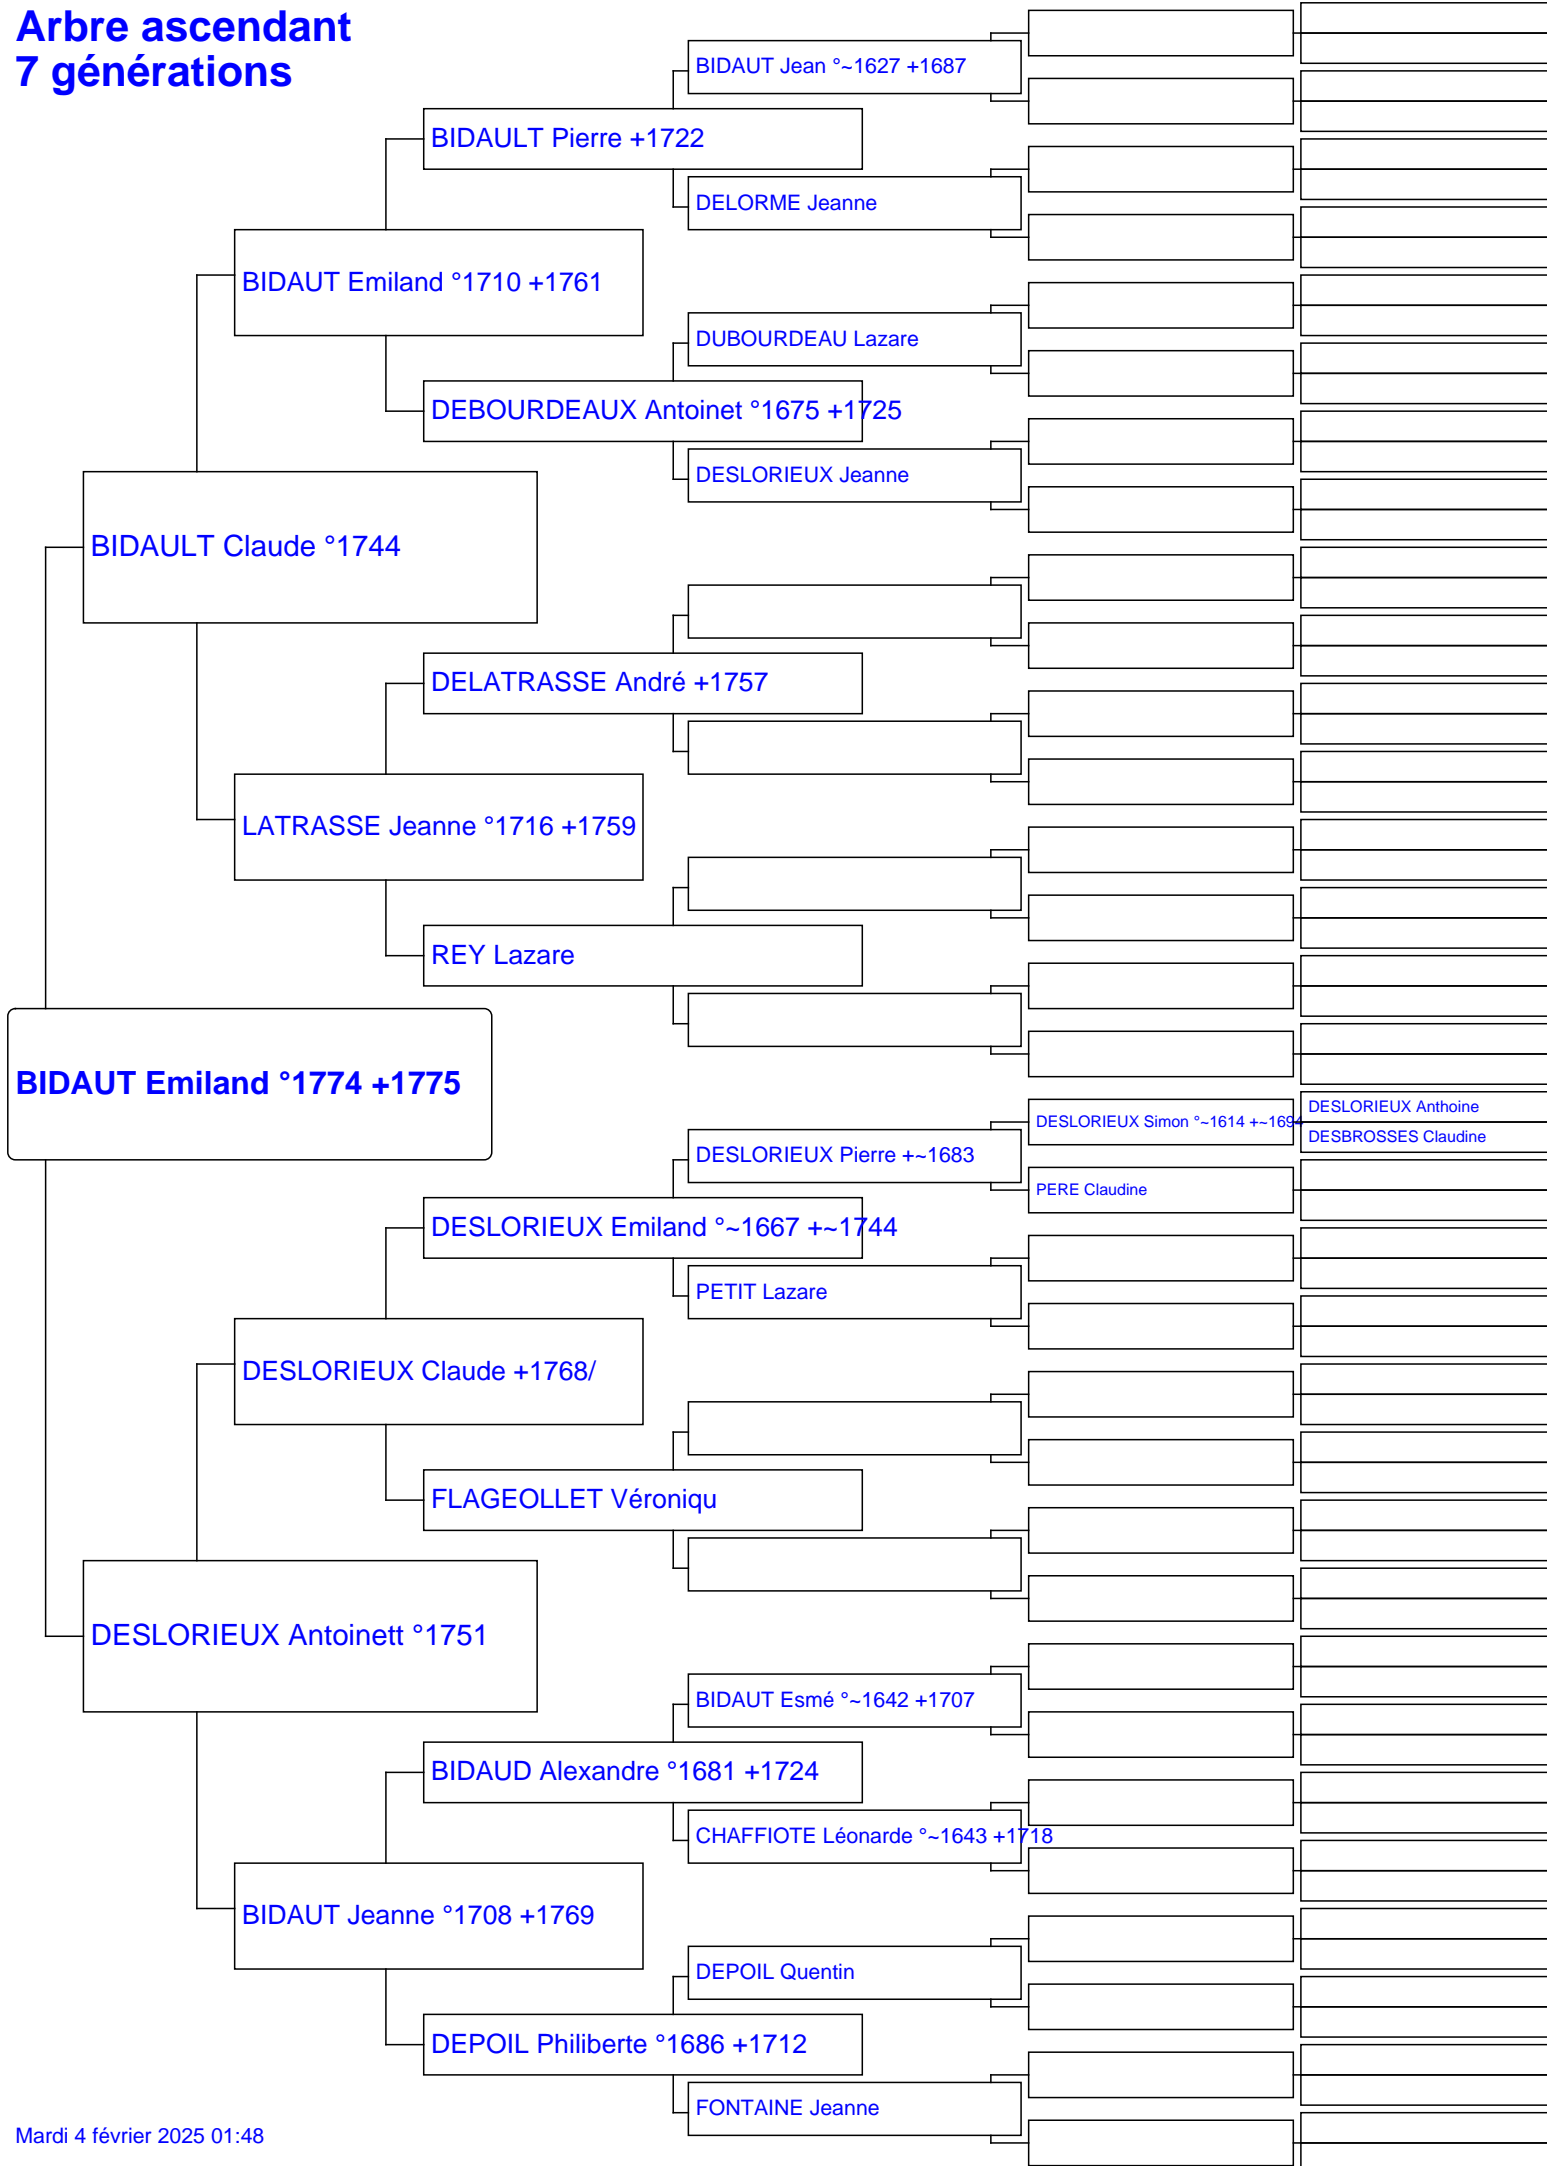 Arbre ascendant
7 générations
BIDAUT Jean °~1627 +1687
BIDAULT Pierre +1722
DELORME Jeanne
BIDAUT Emiland °1710 +1761
DUBOURDEAU Lazare
DEBOURDEAUX Antoinet °1675 +1725
DESLORIEUX Jeanne
BIDAULT Claude °1744
DELATRASSE André +1757
LATRASSE Jeanne °1716 +1759
REY Lazare
BIDAUT Emiland °1774 +1775
DESLORIEUX Anthoine
DESLORIEUX Simon °~1614 +~1694
DESBROSSES Claudine
DESLORIEUX Pierre +~1683
PERE Claudine
DESLORIEUX Emiland °~1667 +~1744
PETIT Lazare
DESLORIEUX Claude +1768/
FLAGEOLLET Véroniqu
DESLORIEUX Antoinett °1751
BIDAUT Esmé °~1642 +1707
BIDAUD Alexandre °1681 +1724
CHAFFIOTE Léonarde °~1643 +1718
BIDAUT Jeanne °1708 +1769
DEPOIL Quentin
DEPOIL Philiberte °1686 +1712
FONTAINE Jeanne
Mardi 4 février 2025 01:48